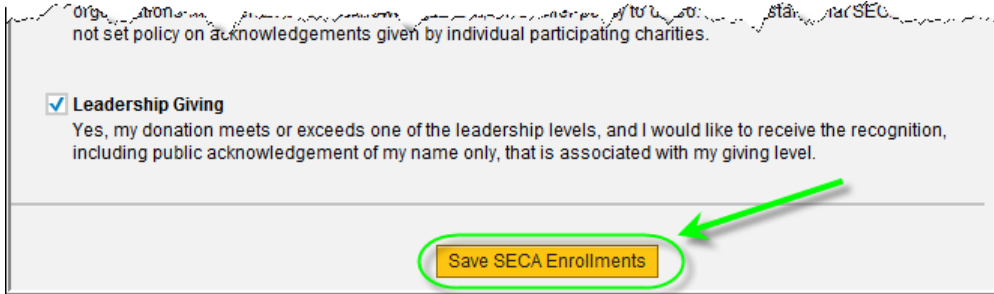 not set policy on acknowledgements given by individual participating charities.
Leadership Giving
Yes, my donation meets or exceeds one of the leadership levels, and I would like to receive the recognition,
including public acknowledgement of my name only, that is associated with my giving level.
Save SECA Enrollments